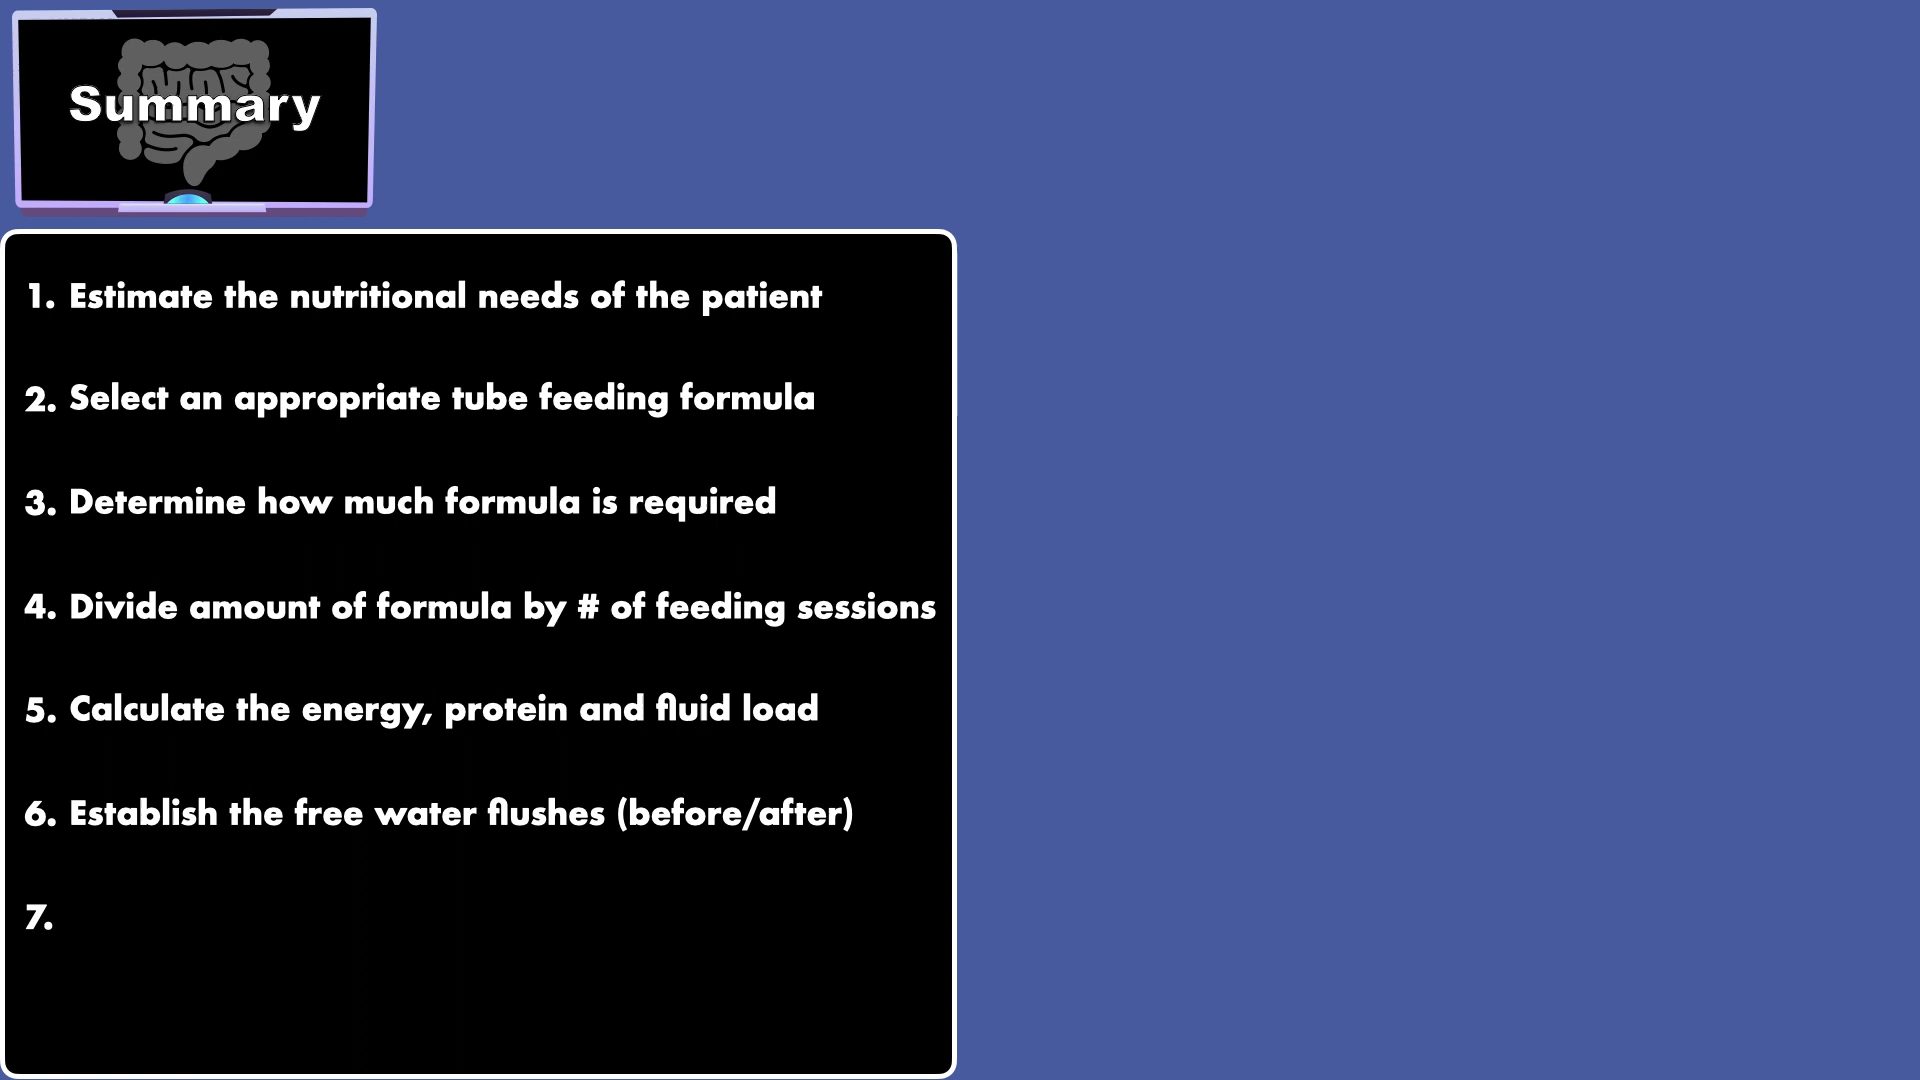 Summary
1. Estimate the nutritional needs of the patient
2. Select an appropriate tube feeding formula
3. Determine how much formula is required
4. Divide amount of formula by # of feeding sessions
5. Calculate the energy, protein and fluid load
6. Establish the free water flushes (before/after)
7.